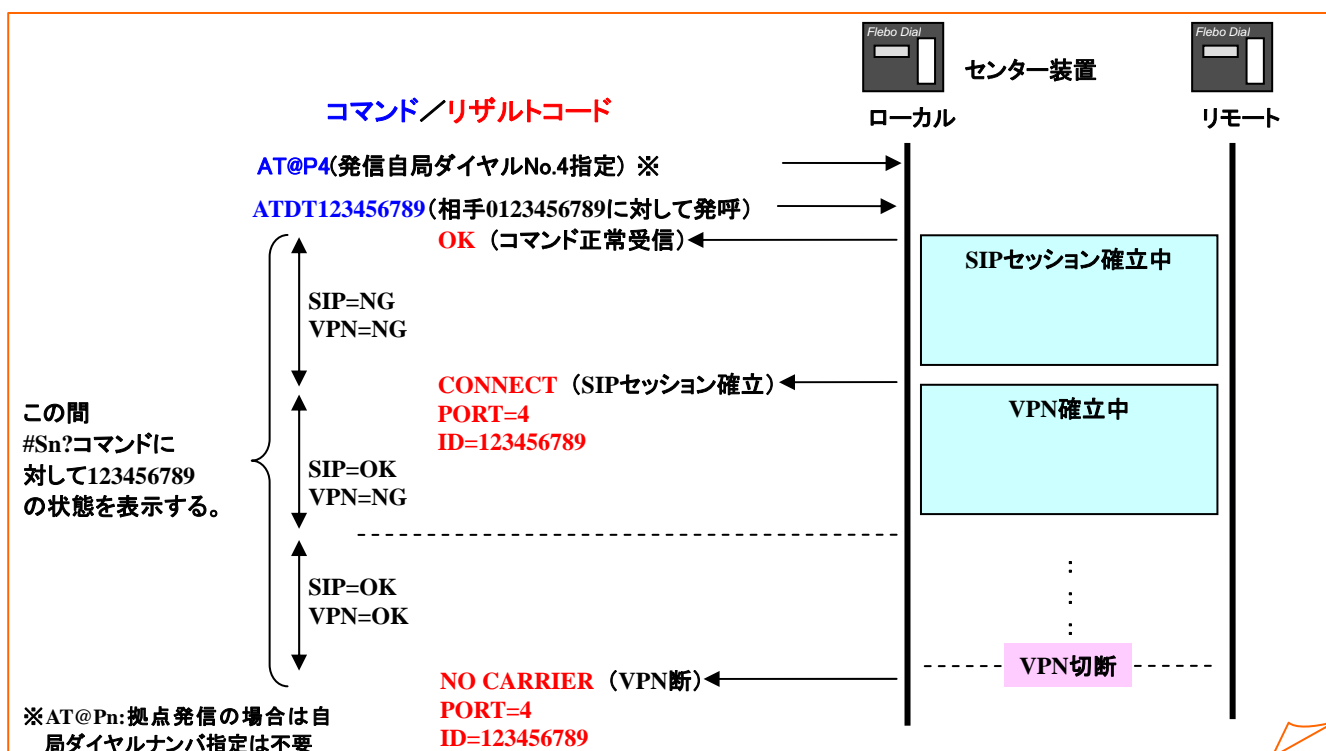 Flebo Dial
Flebo Dial
センター装置
コマンド／リザルトコード
ローカル
リモート
AT@P4(発信自局ダイヤルNo.4指定) ※
ATDT123456789(相手0123456789に対して発呼)
OK (コマンド正常受信)
SIPセッション確立中
SIP=NG
VPN=NG
CONNECT (SIPセッション確立)
PORT=4
ID=123456789
VPN確立中
この間
#Sn?コマンドに
対して123456789
の状態を表示する。
SIP=OK
VPN=NG
SIP=OK
VPN=OK
:
:
:
VPN切断
NO CARRIER (VPN断)
PORT=4
ID=123456789
※AT@Pn:拠点発信の場合は自
局ダイヤルナンバ指定は不要